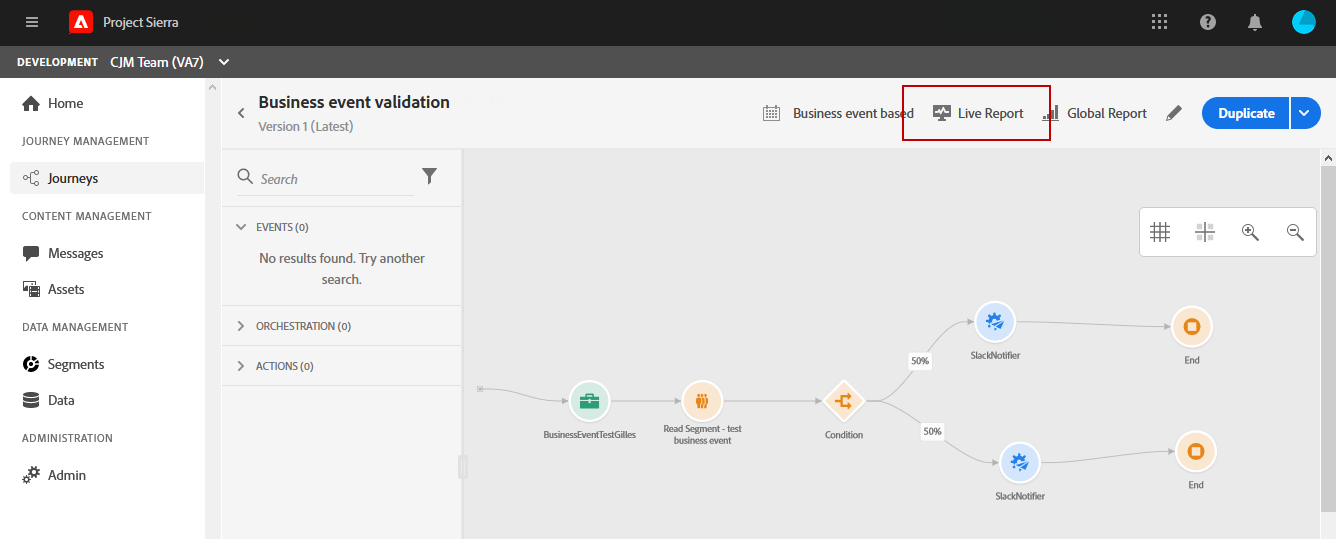 Project Sierra
DEVELOPMENT CJM Team (VA7)
Home
JOURNEY MANAGEMENT
Journeys
CONTENT MANAGEMENT
Messages
Assets
DATA MANAGEMENT
Segments
Data
ADMINISTRATION
Admin
Business event validation
Version 1 (Latest)
Business event based
Live Report
Global Report
Duplicate
Search
EVENTS (0)
No results found. Try another
search.
ORCHESTRATION (0)
ACTIONS (0)
BusinessEventTestGilles
Read Segment - test
business event
Condition
50%
SlackNotifier
End
50%
SlackNotifier
End